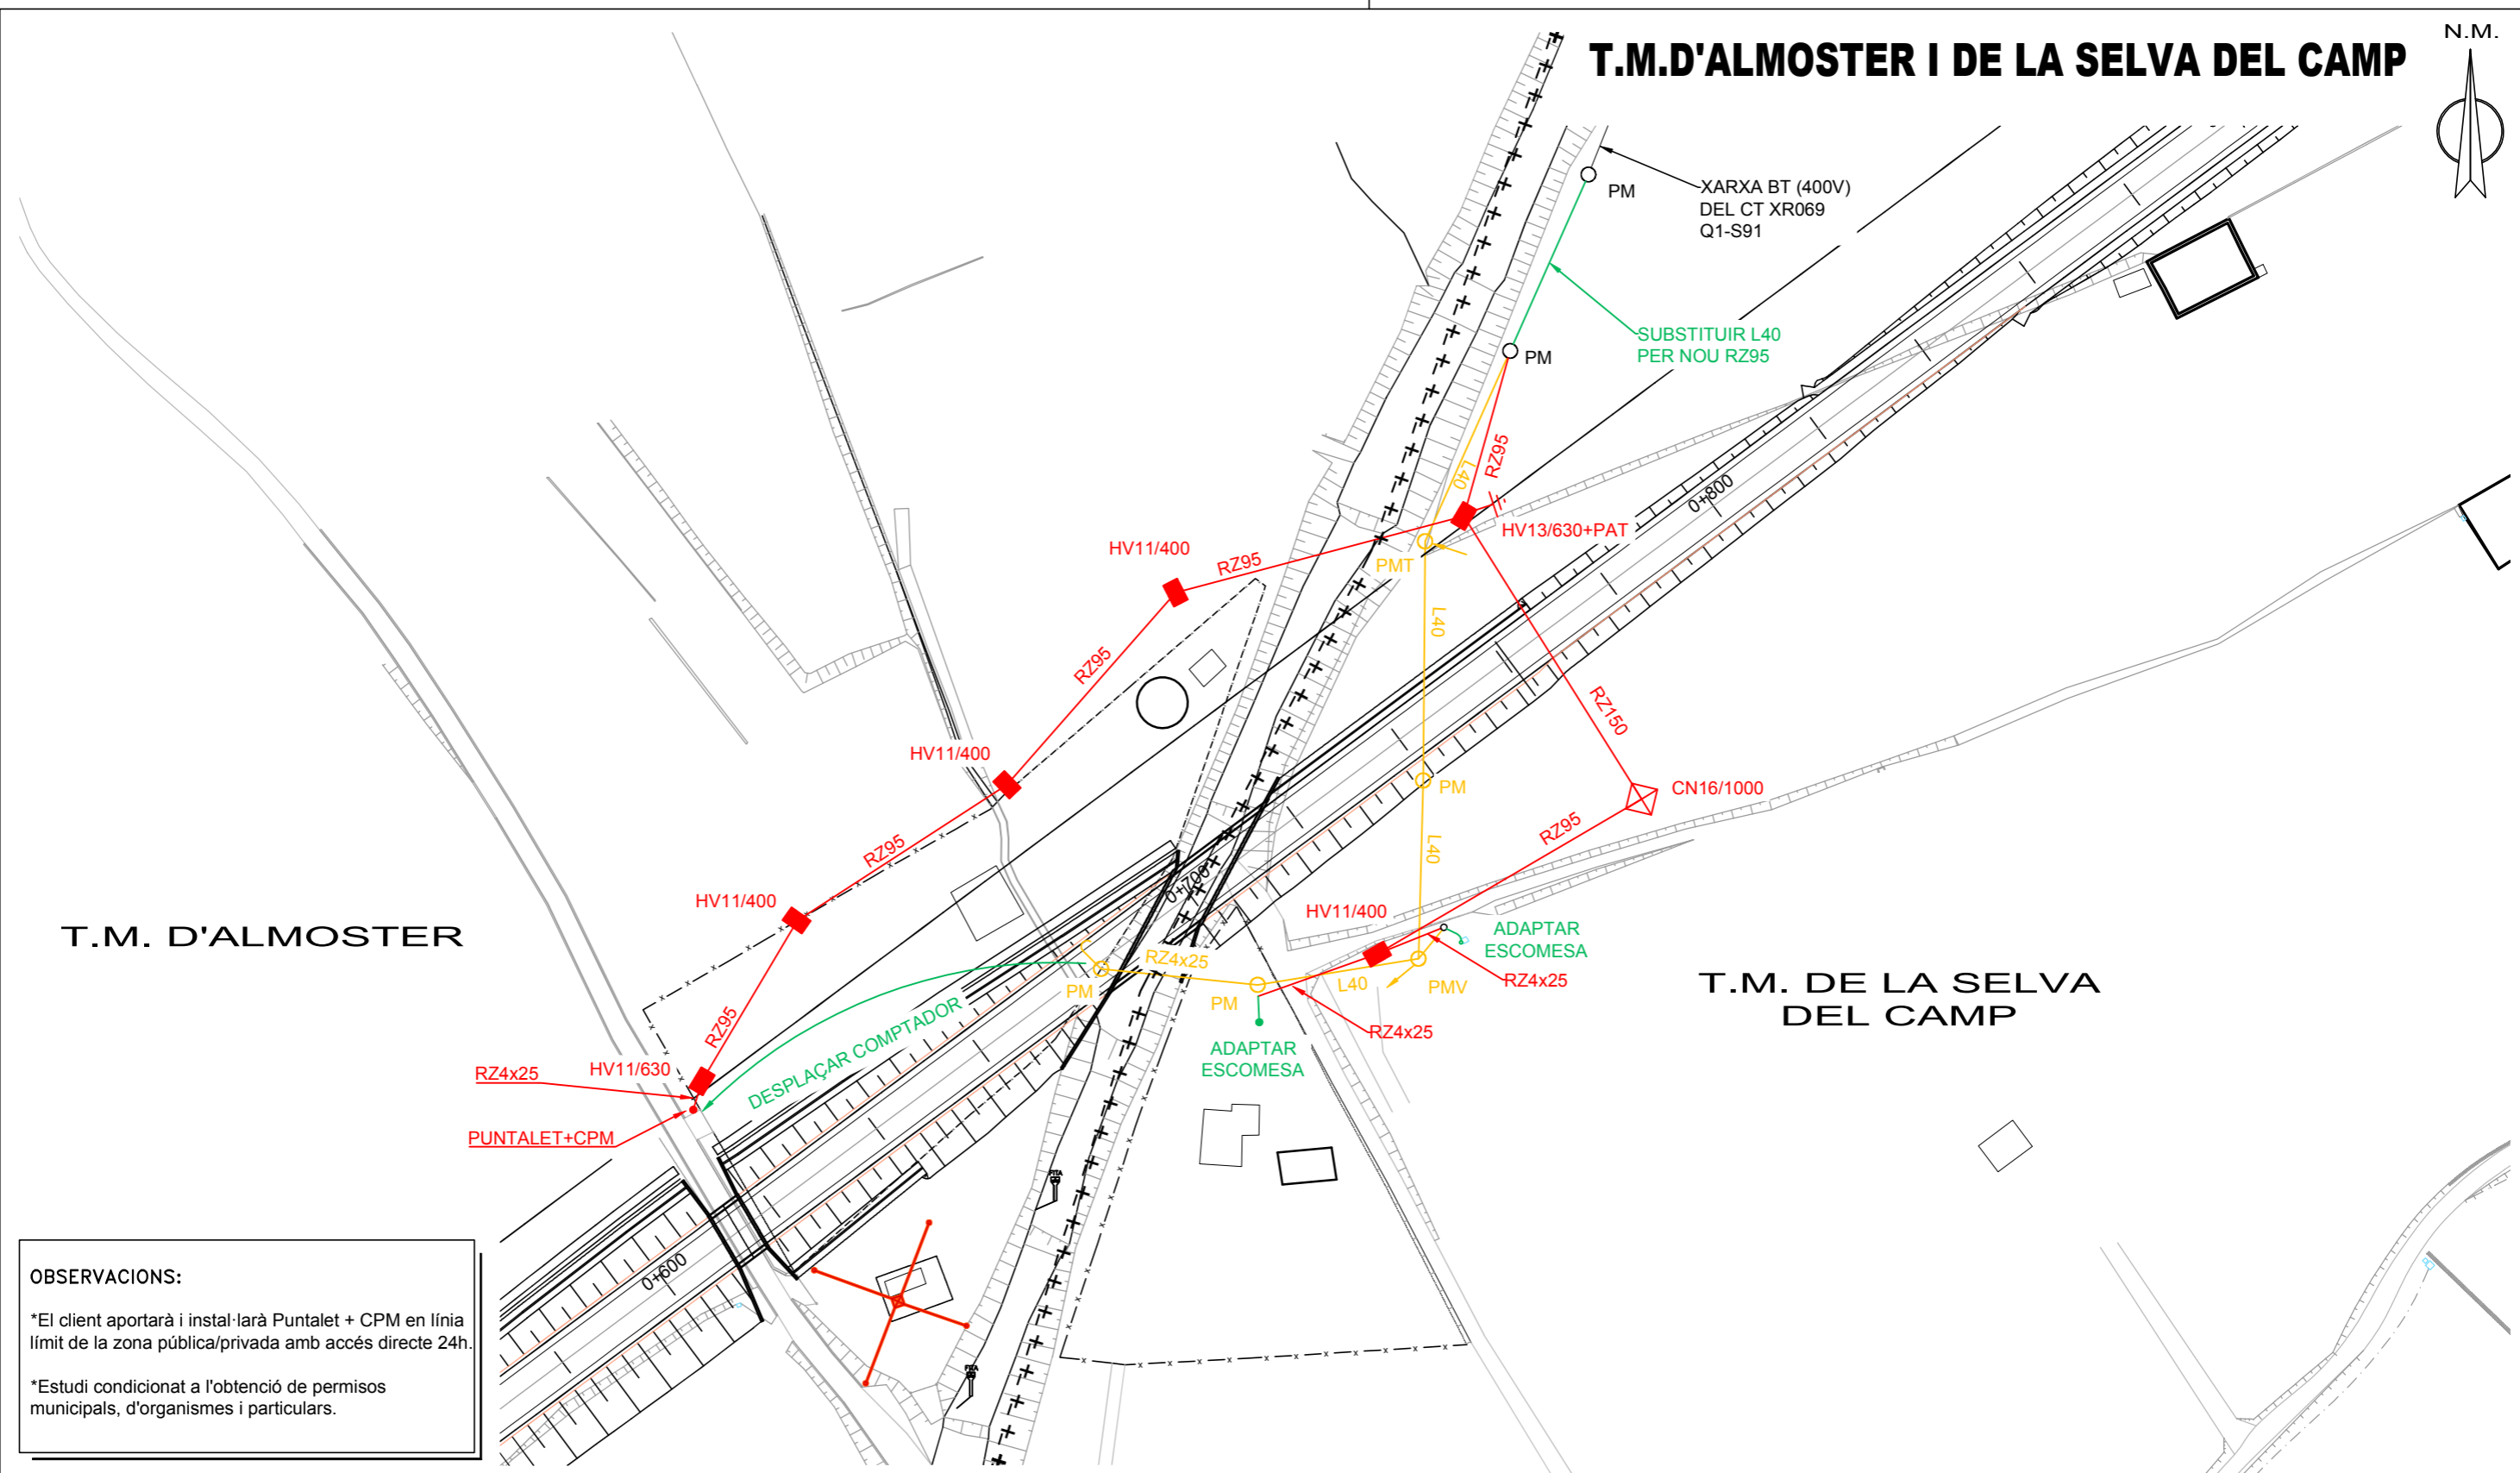 T.M.D'ALMOSTER I DE LA SELVA DEL CAMP
N.M.
PM
XARXA BT (400V)
DEL CT XR069
Q1-S91
SUBSTITUIR L40
PER NOU RZ95
PM
L40
RZ95
0+800
HV13/630+PAT
HV11/400
RZ95
PMT
L40
RZ95
RZ150
HV11/400
PM
CN16/1000
RZ95
L40
RZ95
0+700
HV11/400
HV11/400
T.M. D'ALMOSTER
ADAPTAR
ESCOMESA
RZ4x25
PM
PM
L40
PMV
RZ4x25
T.M. DE LA SELVA
DEL CAMP
RZ95
DESPLAÇAR COMPTADOR
RZ4x25
ADAPTAR
ESCOMESA
HV11/630
RZ4x25
PUNTALET+CPM
FITA
0+600
FITA
OBSERVACIONS:
*El client aportarà i instal·larà Puntalet + CPM en línia
límit de la zona pública/privada amb accés directe 24h.
*Estudi condicionat a l'obtenció de permisos
municipals, d'organismes i particulars.